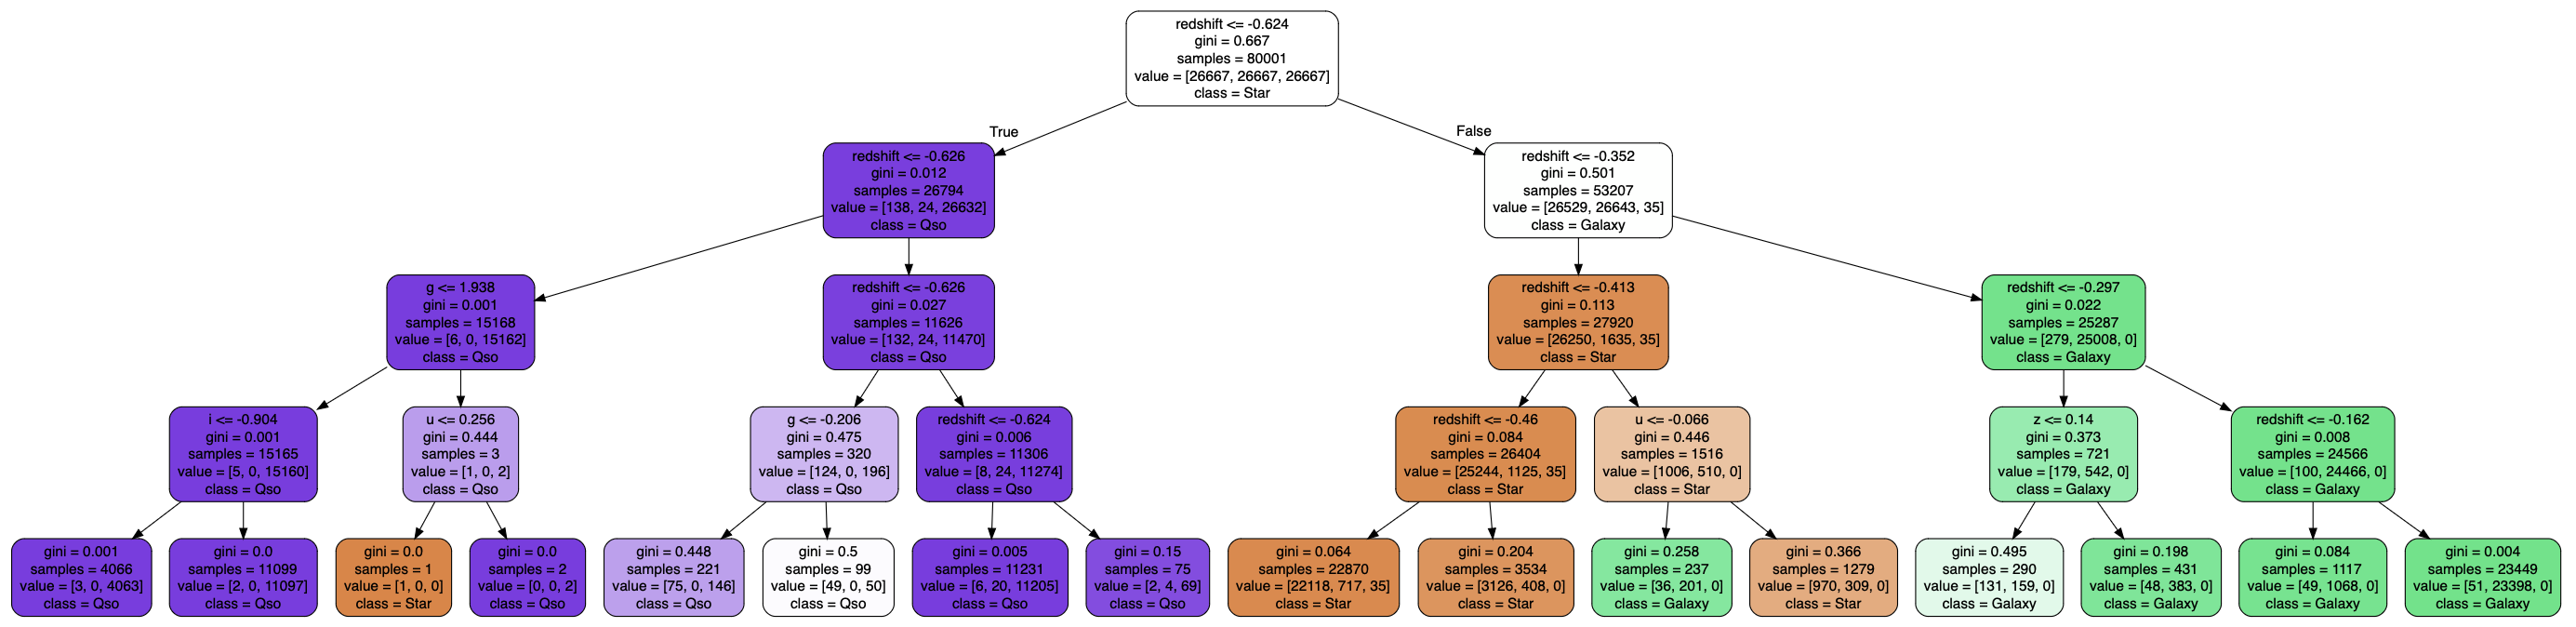 redshift <= -0.624
gini = 0.667
samples = 80001
value = [26667, 26667, 26667]
class = Star
True
False
redshift <= -0.626
gini = 0.012
samples = 26794
value = [138, 24, 26632]
class = Qso
redshift <= -0.352
gini = 0.501
samples = 53207
value = [26529, 26643, 35]
class = Galaxy
g <= 1.938
gini = 0.001
samples = 15168
value = [6, 0, 15162]
class = Qso
redshift <= -0.626
gini = 0.027
samples = 11626
value = [132, 24, 11470]
class = Qso
redshift <= -0.413
gini = 0.113
samples = 27920
value = [26250, 1635, 35]
class = Star
redshift <= -0.297
gini = 0.022
samples = 25287
value = [279, 25008, 0]
class = Galaxy
i <= -0.904
gini = 0.001
samples = 15165
value = [5, 0, 15160]
class = Qso
u <= 0.256
gini = 0.444
samples = 3
value = [1, 0, 2]
class = Qso
g <= -0.206
gini = 0.475
samples = 320
value = [124, 0, 196]
class = Qso
redshift <= -0.624
gini = 0.006
samples = 11306
value = [8, 24, 11274]
class = Qso
redshift <= -0.46
gini = 0.084
samples = 26404
value = [25244, 1125, 35]
class = Star
u <= -0.066
gini = 0.446
samples = 1516
value = [1006, 510, 0]
class = Star
z <= 0.14
gini = 0.373
samples = 721
value = [179, 542, 0]
class = Galaxy
redshift <= -0.162
gini = 0.008
samples = 24566
value = [100, 24466, 0]
class = Galaxy
gini = 0.001
samples = 4066
value = [3, 0, 4063]
class = Qso
gini = 0.0
samples = 11099
value = [2, 0, 11097]
class = Qso
gini = 0.0
samples = 1
value = [1, 0, 0]
class = Star
gini = 0.0
samples = 2
value = [0, 0, 2]
class = Qso
gini = 0.448
samples = 221
value = [75, 0, 146]
class = Qso
gini = 0.5
samples = 99
value = [49, 0, 50]
class = Qso
gini = 0.005
samples = 11231
value = [6, 20, 11205]
class = Qso
gini = 0.15
samples = 75
value = [2, 4, 69]
class = Qso
gini = 0.064
samples = 22870
value = [22118, 717, 35]
class = Star
gini = 0.204
samples = 3534
value = [3126, 408, 0]
class = Star
gini = 0.258
samples = 237
value = [36, 201, 0]
class = Galaxy
gini = 0.366
samples = 1279
value = [970, 309, 0]
class = Star
gini = 0.495
samples = 290
value = [131, 159, 0]
class = Galaxy
gini = 0.198
samples = 431
value = [48, 383, 0]
class = Galaxy
gini = 0.084
samples = 1117
value = [49, 1068, 0]
class = Galaxy
gini = 0.004
samples = 23449
value = [51, 23398, 0]
class = Galaxy